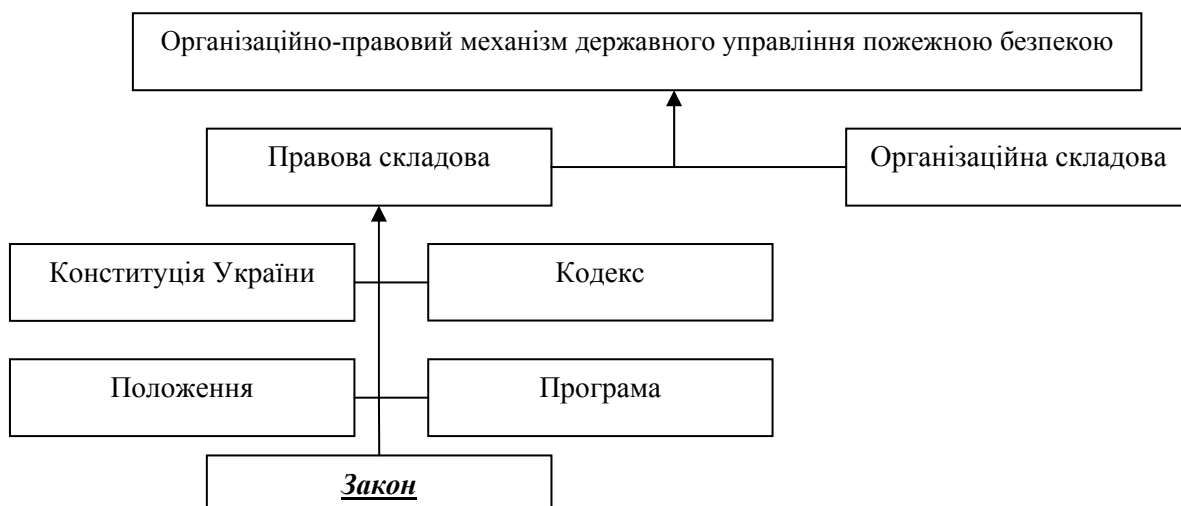 Організаційно-правовий механізм державного управління пожежною безпекою
Правова складова
Організаційна складова
Конституція України
Кодекс
Положення
Програма
Закон